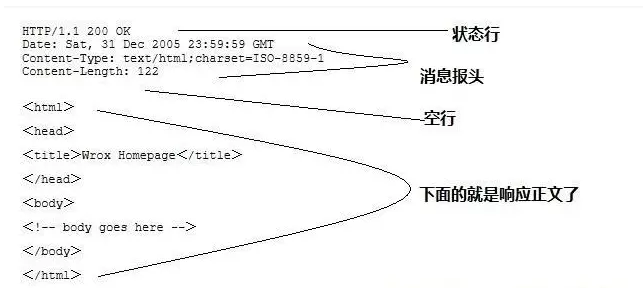 HTTP/1.1 200 OK
状态行
Date: Sat, 31 Dec 2005 23:59:59 GMT
Content-Type: text/html;charset=ISO-8859-1
Content-Length: 122
消息报头
空行
<html>
<head>
<title>Wrox Homepage</title>
</head>
<body>
下面的就是响应正文了
<!-- body goes here -->
</body>
</html>